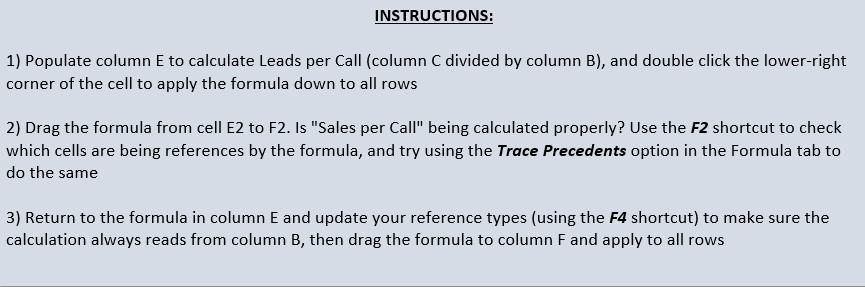 INSTRUCTIONS:
1) Populate column E to calculate Leads per Call (column C divided by column B), and double click the lower-right
corner of the cell to apply the formula down to all rows
2) Drag the formula from cell E2 to F2. Is "Sales per Call" being calculated properly? Use the F2 shortcut to check
which cells are being references by the formula, and try using the Trace Precedents option in the Formula tab to
do the same
3) Return to the formula in column E and update your reference types (using the F4 shortcut) to make sure the
calculation always reads from column B, then drag the formula to column F and apply to all rows